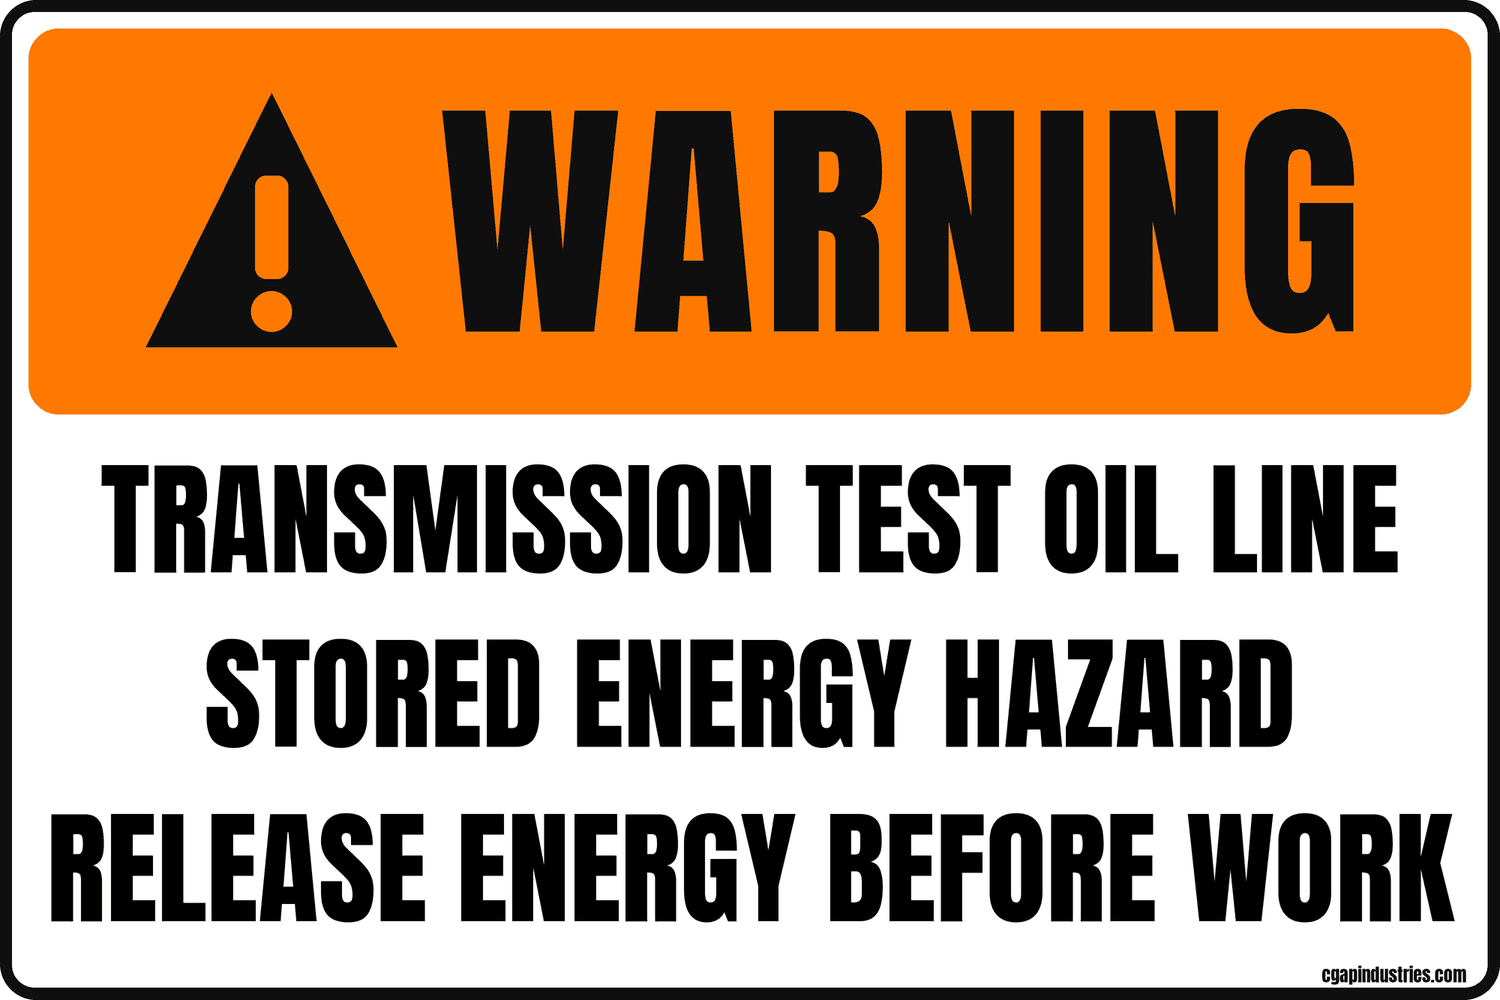 WARNING
TRANSMISSION TEST OIL LINE
STORED ENERGY HAZARD
RELEASE ENERGY BEFORE WORK
cgapindustries.com